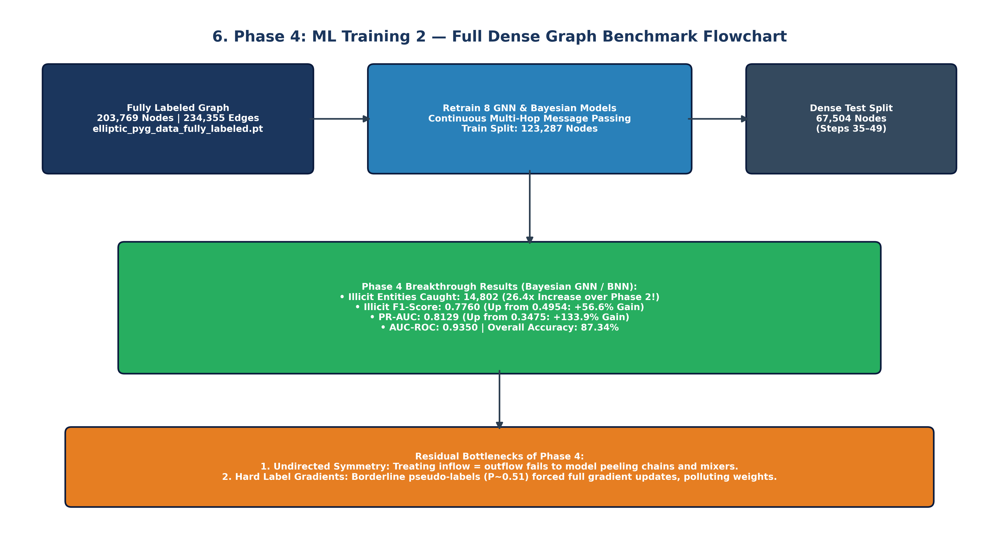 6. Phase 4: ML Training 2 — Full Dense Graph Benchmark Flowchart
Fully Labeled Graph
203,769 Nodes | 234,355 Edges
elliptic_pyg_data_fully_labeled.pt
Retrain 8 GNN & Bayesian Models
Continuous Multi-Hop Message Passing
Train Split: 123,287 Nodes
Dense Test Split
67,504 Nodes
(Steps 35–49)
Phase 4 Breakthrough Results (Bayesian GNN / BNN):
• Illicit Entities Caught: 14,802 (26.4x Increase over Phase 2!)
• Illicit F1-Score: 0.7760 (Up from 0.4954: +56.6% Gain)
• PR-AUC: 0.8129 (Up from 0.3475: +133.9% Gain)
• AUC-ROC: 0.9350 | Overall Accuracy: 87.34%
Residual Bottlenecks of Phase 4:
1. Undirected Symmetry: Treating inflow = outflow fails to model peeling chains and mixers.
2. Hard Label Gradients: Borderline pseudo-labels (P~0.51) forced full gradient updates, polluting weights.